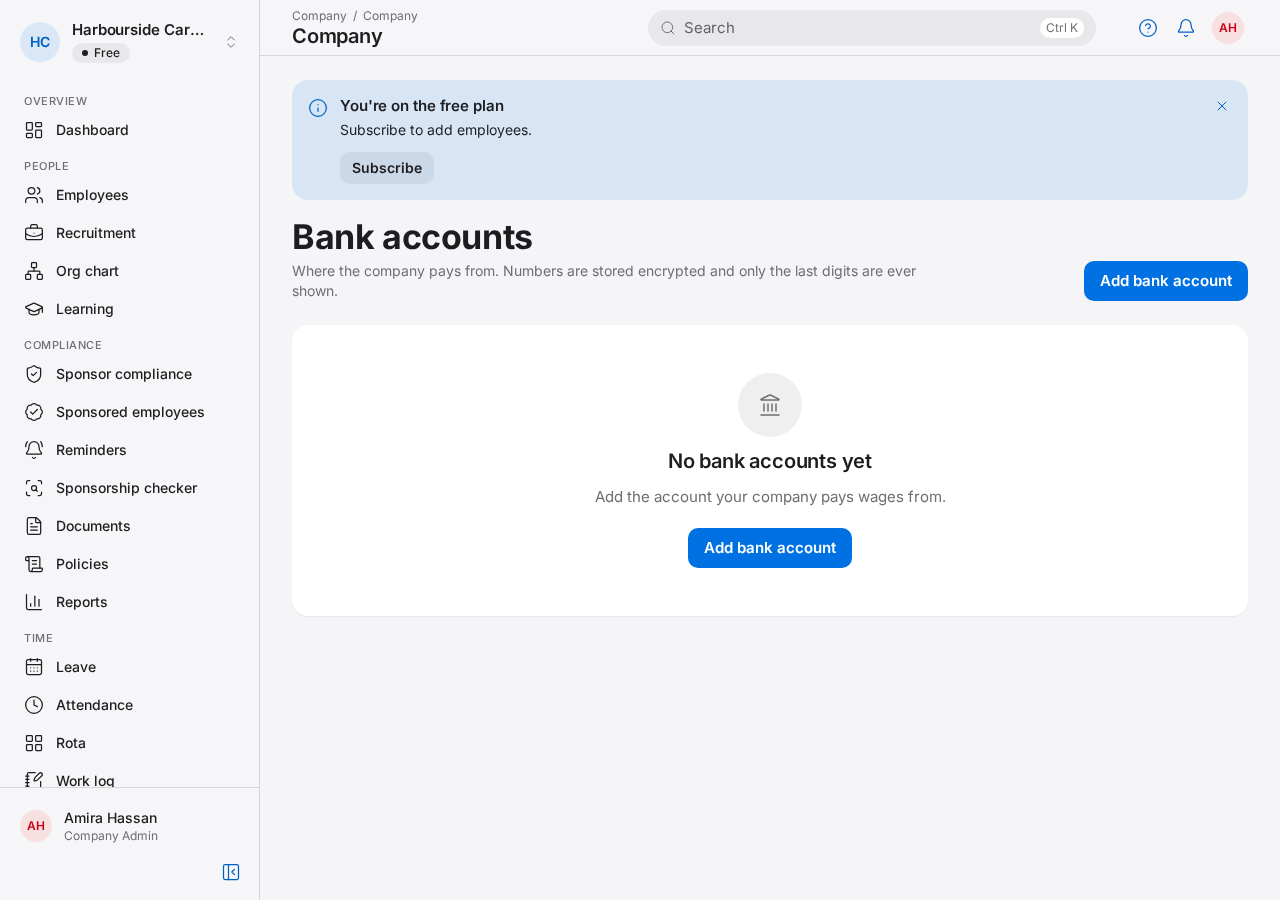 HC
Harbourside Car…
Free
OVERVIEW
Dashboard
PEOPLE
Employees
Recruitment
Org chart
Learning
COMPLIANCE
Sponsor compliance
Sponsored employees
Reminders
Sponsorship checker
Documents
Policies
Reports
TIME
Leave
Attendance
Rota
Work log
AH
Amira Hassan
Company Admin
Company / Company
Company
Search
Ctrl K
AH
You're on the free plan
Subscribe to add employees.
Subscribe
Bank accounts
Where the company pays from. Numbers are stored encrypted and only the last digits are ever
shown.
Add bank account
No bank accounts yet
Add the account your company pays wages from.
Add bank account